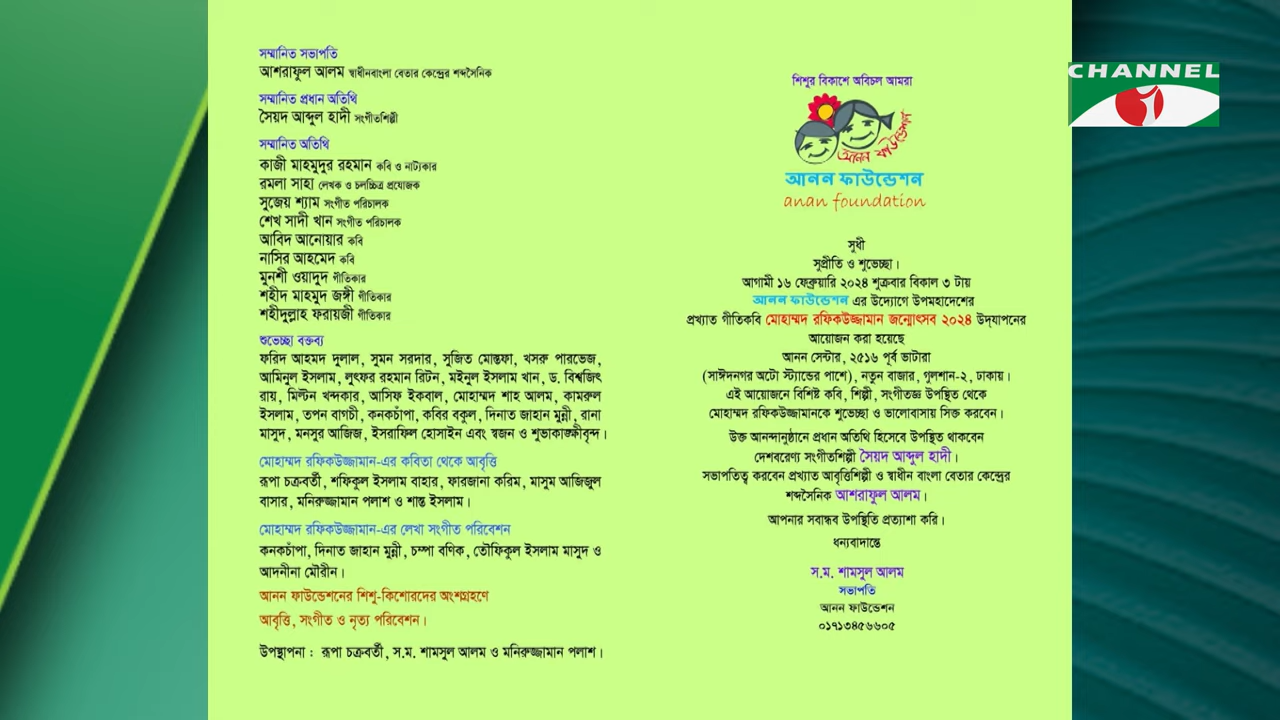 সম্মানিত সভাপতি
আশরাফুল আলম স্বাধীনবাংলা বেতার কেন্দ্রের শব্দসৈনিক
সম্মানিত প্রধান অতিথি
সৈয়দ আব্দুল হাদী সংগীতশিল্পী
সম্মানিত অতিথি
কাজী মাহমুদুর রহমান কবি ও নাট্যকার
রমলা সাহা লেখক ও চলচ্চিত্র প্রযোজক
সুজেয় শ্যাম সংগীত পরিচালক
শেখ সাদী খান সংগীত পরিচালক
আবিদ আনোয়ার কবি
নাসির আহমেদ কবি
মুনশী ওয়াদুদ গীতিকার
শহীদ মাহমুদ জঙ্গী গীতিকার
শহীদুল্লাহ ফরায়জী গীতিকার
শুভেচ্ছা বক্তব্য
ফরিদ আহমদ দুলাল, সুমন সরদার, সুজিত মোস্তফা, খসরু পারভেজ,
আমিনুল ইসলাম, লুৎফর রহমান রিটন, মইনুল ইসলাম খান, ড. বিশ্বজিৎ
রায়, মিল্টন খন্দকার, আসিফ ইকবাল, মোহাম্মদ শাহ আলম, কামরুল
ইসলাম, তপন বাগচী, কনকচাঁপা, কবির বকুল, দিনাত জাহান মুন্নী, রানা
মাসুদ, মনসুর আজিজ, ইসরাফিল হোসাইন এবং স্বজন ও শুভাকাঙ্ক্ষীবৃন্দ।
মোহাম্মদ রফিকউজ্জামান-এর কবিতা থেকে আবৃত্তি
রূপা চক্রবর্তী, শফিকুল ইসলাম বাহার, ফারজানা করিম, মাসুম আজিজুল
বাসার, মনিরুজ্জামান পলাশ ও শান্ত ইসলাম।
মোহাম্মদ রফিকউজ্জামান-এর লেখা সংগীত পরিবেশন
কনকচাঁপা, দিনাত জাহান মুন্নী, চম্পা বণিক, তৌফিকুল ইসলাম মাসুদ ও
আদনীনা মৌরীন।
আনন ফাউন্ডেশনের শিশু-কিশোরদের অংশগ্রহণে
আবৃত্তি, সংগীত ও নৃত্য পরিবেশন।
উপস্থাপনা : রূপা চক্রবর্তী, স.ম. শামসুল আলম ও মনিরুজ্জামান পলাশ।
শিশুর বিকাশে অবিচল আমরা
আনন ফাউন্ডেশন
আনন ফাউন্ডেশন
anan foundation
সুধী
সুপ্রীতি ও শুভেচ্ছা।
আগামী ১৬ ফেব্রুয়ারি ২০২৪ শুক্রবার বিকাল ৩ টায়
আনন ফাউন্ডেশন এর উদ্যোগে উপমহাদেশের
প্রখ্যাত গীতিকবি মোহাম্মদ রফিকউজ্জামান জন্মোৎসব ২০২৪ উদ্‌যাপনের
আয়োজন করা হয়েছে
আনন সেন্টার, ২৫১৬ পূর্ব ভাটারা
(সাঈদনগর অটো স্ট্যান্ডের পাশে), নতুন বাজার, গুলশান-২, ঢাকায়।
এই আয়োজনে বিশিষ্ট কবি, শিল্পী, সংগীতজ্ঞ উপস্থিত থেকে
মোহাম্মদ রফিকউজ্জামানকে শুভেচ্ছা ও ভালোবাসায় সিক্ত করবেন।
উক্ত আনন্দানুষ্ঠানে প্রধান অতিথি হিসেবে উপস্থিত থাকবেন
দেশবরেণ্য সংগীতশিল্পী সৈয়দ আব্দুল হাদী।
সভাপতিত্ব করবেন প্রখ্যাত আবৃত্তিশিল্পী ও স্বাধীন বাংলা বেতার কেন্দ্রের
শব্দসৈনিক আশরাফুল আলম।
আপনার সবান্ধব উপস্থিতি প্রত্যাশা করি।
ধন্যবাদান্তে
স.ম. শামসুল আলম
সভাপতি
আনন ফাউন্ডেশন
০১৭১৩৪৫৬৬০৫
CHANNEL i